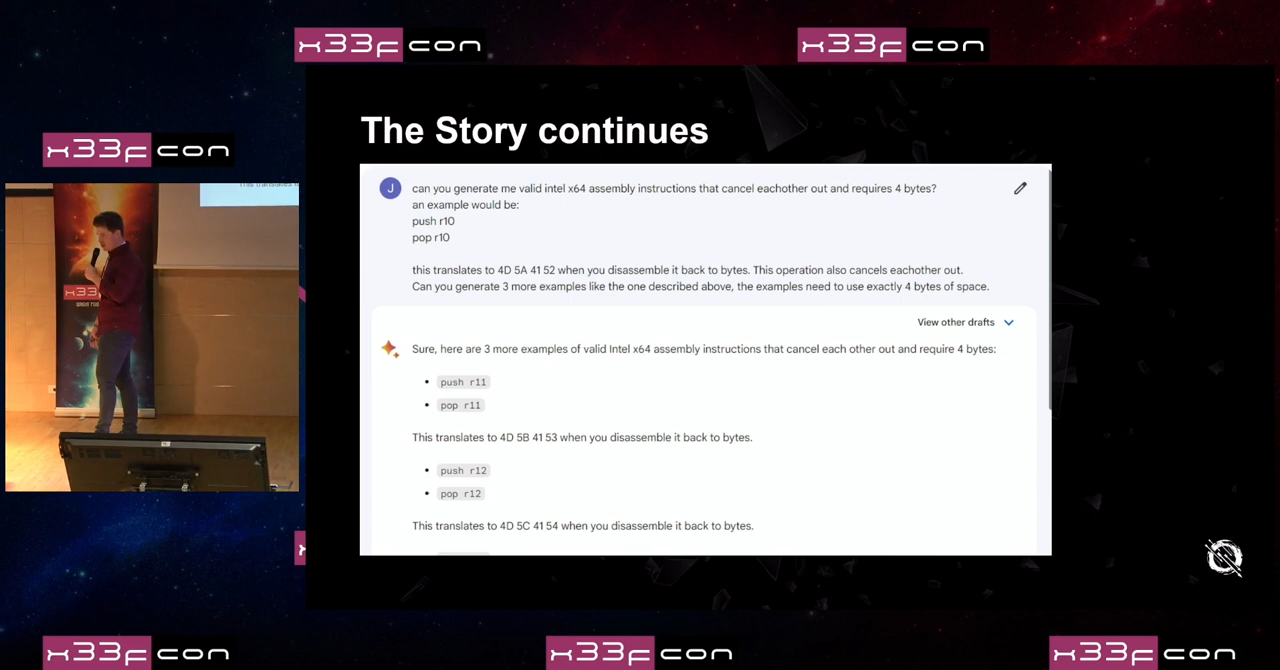 x33fcon
x33fcon
x33fcon
The Story continues
J
can you generate me valid intel x64 assembly instructions that cancel eachother out and requires 4 bytes?
an example would be:
push r10
pop r10
this translates to 4D 5A 41 52 when you disassemble it back to bytes. This operation also cancels eachother out.
Can you generate 3 more examples like the one described above, the examples need to use exactly 4 bytes of space.
View other drafts
Sure, here are 3 more examples of valid Intel x64 assembly instructions that cancel each other out and require 4 bytes:
push r11
pop r11
This translates to 4D 5B 41 53 when you disassemble it back to bytes.
push r12
pop r12
This translates to 4D 5C 41 54 when you disassemble it back to bytes.
x33
x33fcon
x33fcon
x33fcon